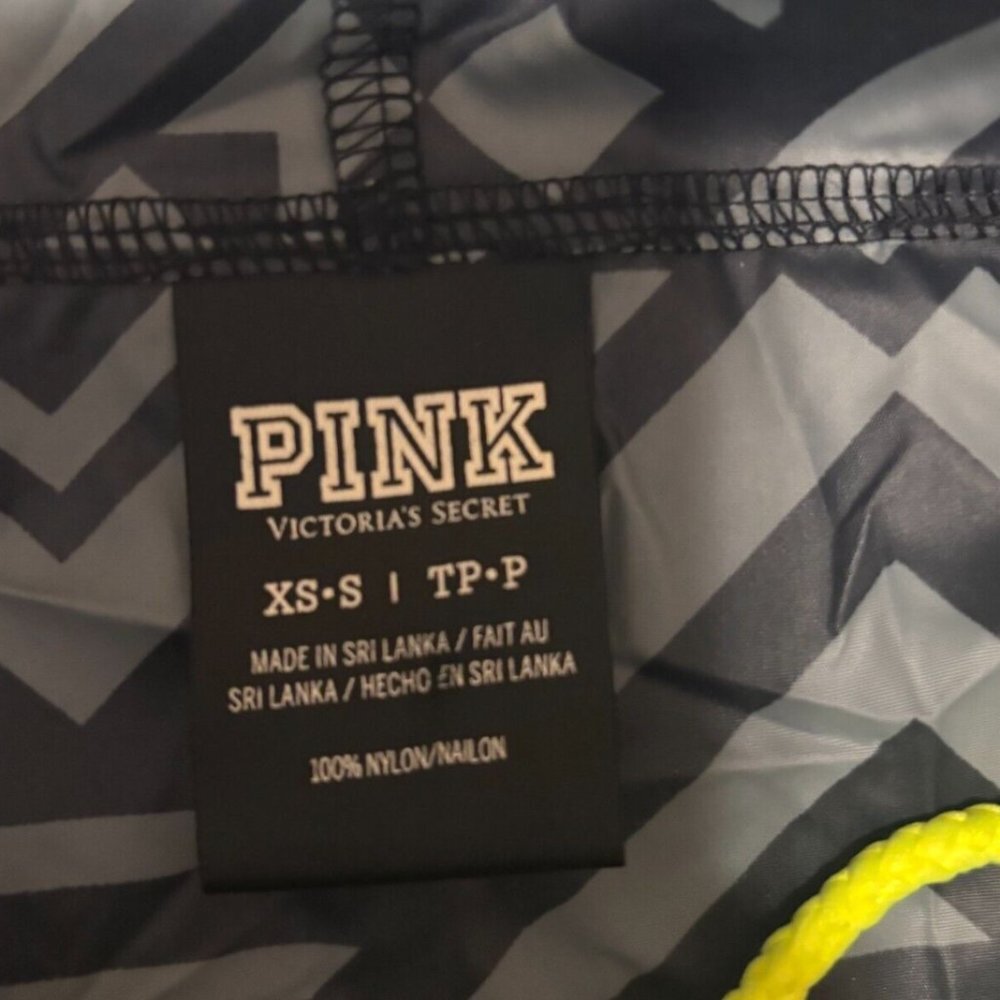 PINK
VICTORIA'S SECRET
XS•S | TP•P
MADE IN SRI LANKA / FAIT AU
SRI LANKA / HECHO EN SRI LANKA
100% NYLON/NAILON